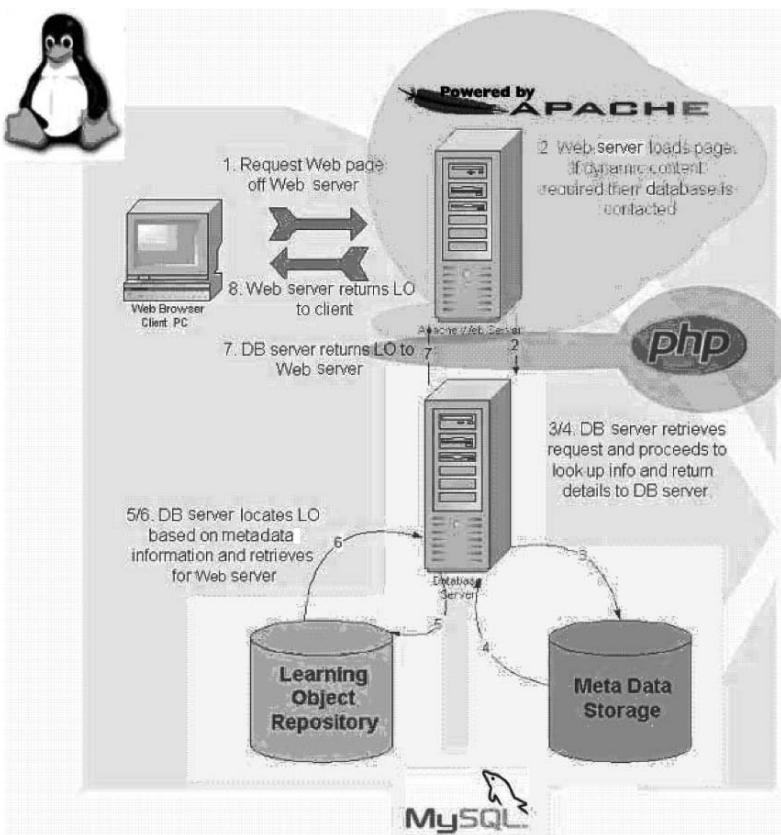 Powered by
APACHE
1. Request Web page
off Web server
2. Web server loads page.
If dynamic content
required then database is
contacted
8. Web server returns LO
to client
Web Browser
Client PC
Apache Web Server
7. DB server returns LO to
Web server
7
2
php
3/4. DB server retrieves
request and proceeds to
look up info and return
details to DB server
5/6. DB server locates LO
based on metadata
information and retrieves
for Web server
6
3
Database
Server
5
4
Learning
Object
Repository
Meta Data
Storage
MySQL